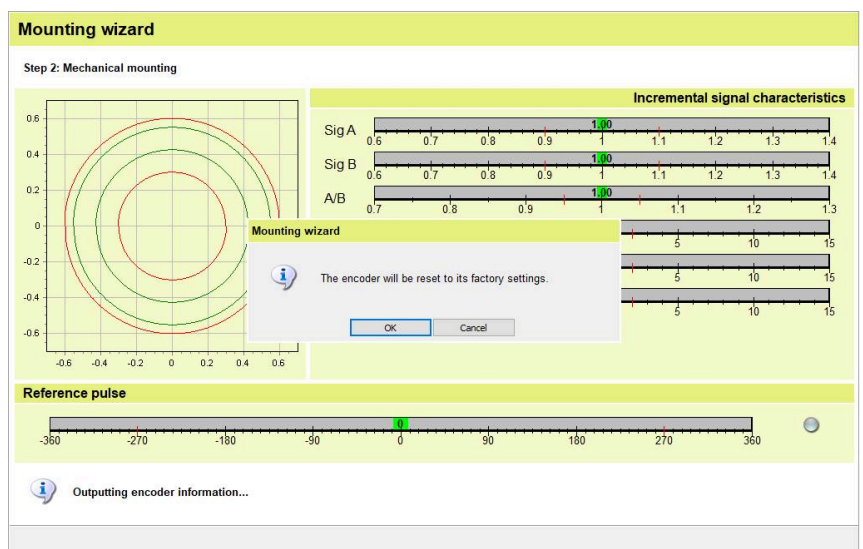 Mounting wizard
Step 2: Mechanical mounting
Incremental signal characteristics
0.6
0.4
0.2
0
-0.2
-0.4
-0.6
-0.6 -0.4 -0.2 0 0.2 0.4 0.6
Sig A
1.00
0.6 0.7 0.8 0.9 1 1.1 1.2 1.3 1.4
Sig B
1.00
0.6 0.7 0.8 0.9 1 1.1 1.2 1.3 1.4
A/B
1.00
0.7 0.8 0.9 1 1.1 1.2 1.3
5 10 15
5 10 15
5 10 15
Mounting wizard
The encoder will be reset to its factory settings.
OK Cancel
Reference pulse
0
-360 -270 -180 -90 0 90 180 270 360
Outputting encoder information...